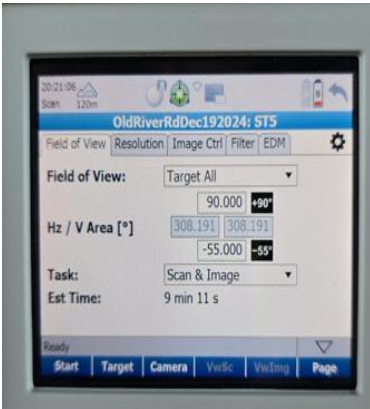 20:21:06
Scan 120m
OldRiverRdDec192024: ST5
Field of View Resolution Image Ctrl Filter EDM
Field of View: Target All
90.000 +90°
Hz / V Area [°] 308.191 308.191
-55.000 -55°
Task: Scan & Image
Est Time: 9 min 11 s
Ready
Start Target Camera VwSc VwImg Page